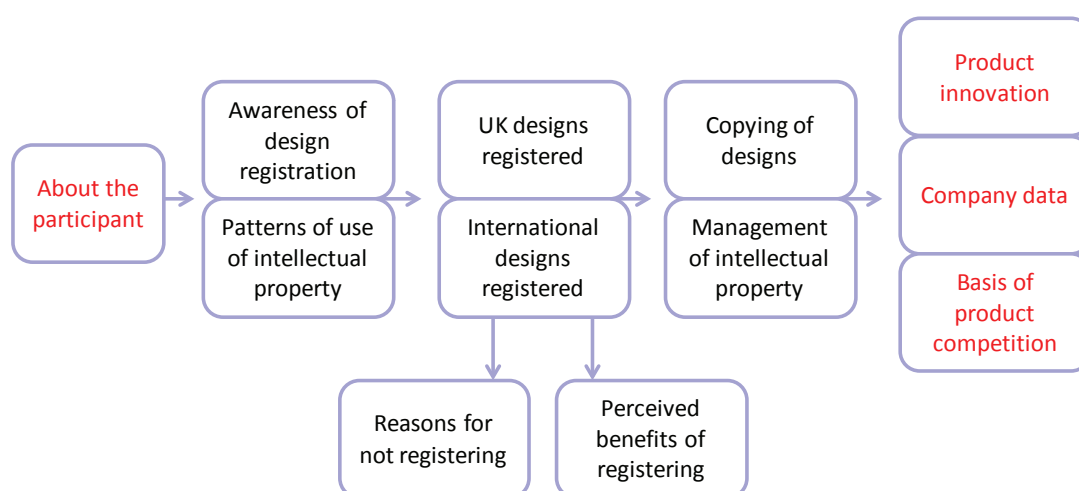 About the
participant
Awareness of
design
registration
Patterns of use
of intellectual
property
UK designs
registered
International
designs
registered
Reasons for
not registering
Perceived
benefits of
registering
Copying of
designs
Management
of intellectual
property
Product
innovation
Company data
Basis of
product
competition